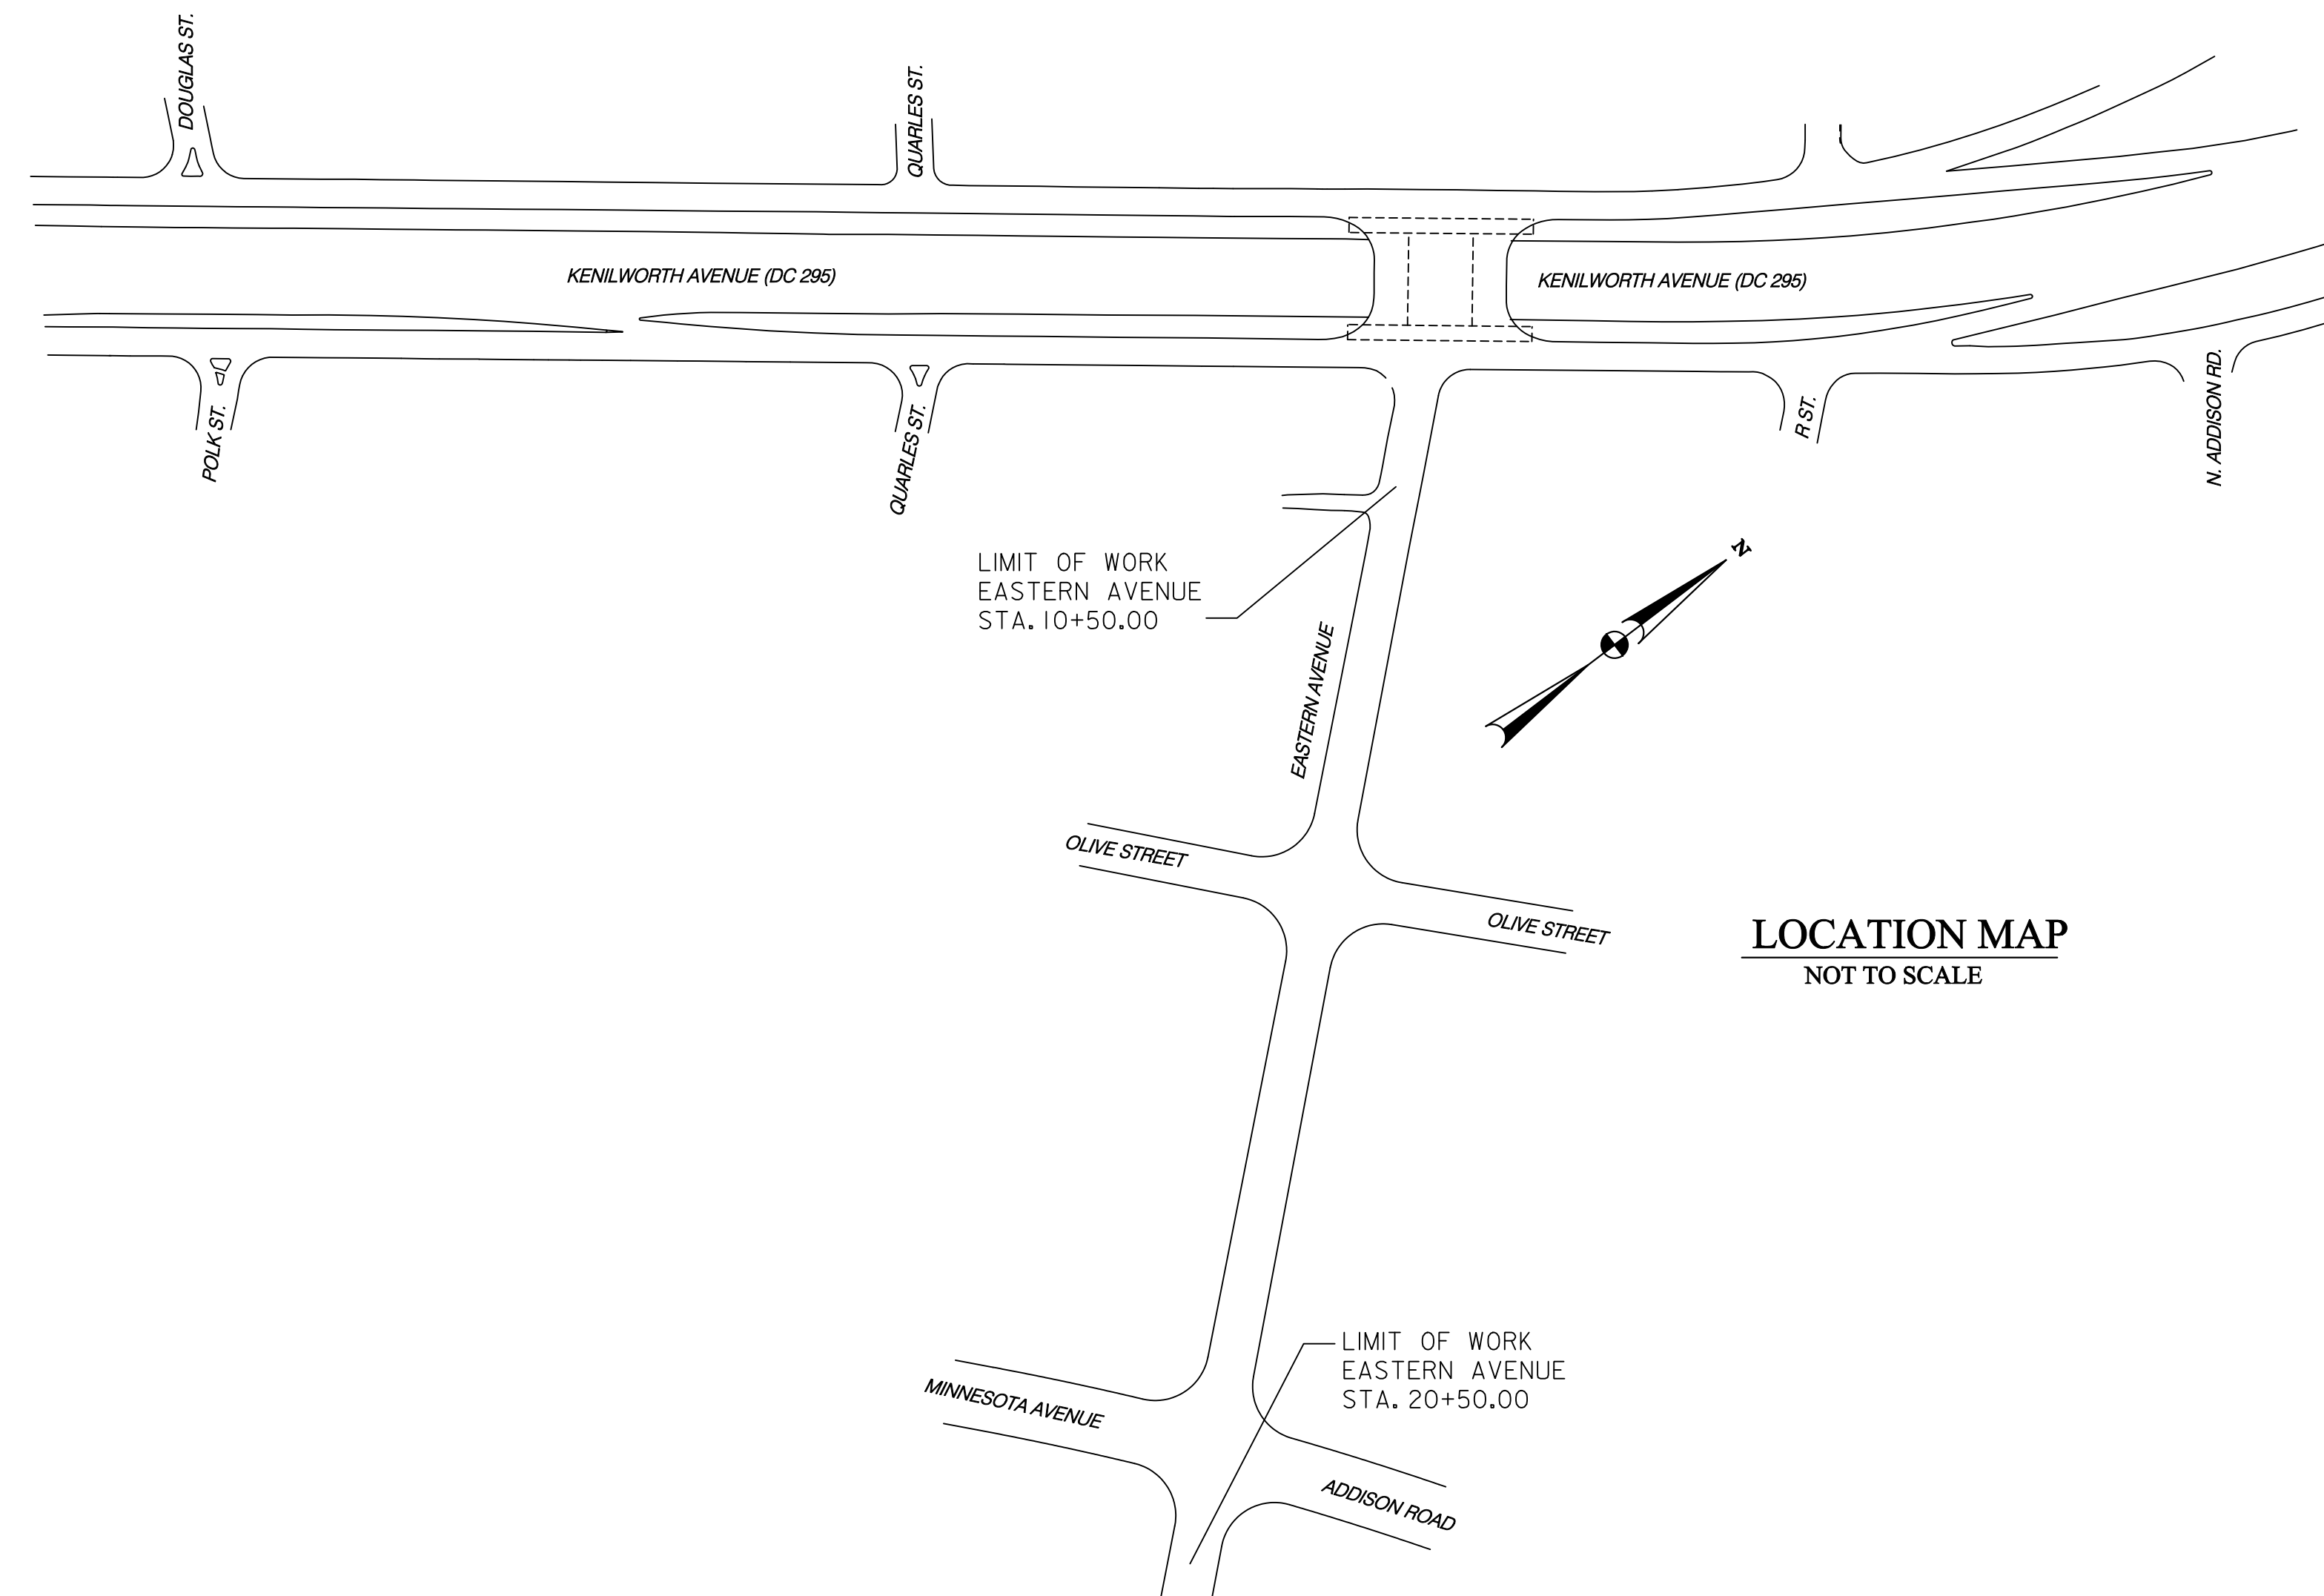 DOUGLAS ST.
QUARLES ST.
KENILWORTH AVENUE (DC 295)
KENILWORTH AVENUE (DC 295)
POLK ST.
QUARLES ST.
R ST.
N. ADDISON RD.
LIMIT OF WORK
EASTERN AVENUE
STA. 10+50.00
N
EASTERN AVENUE
OLIVE STREET
OLIVE STREET
LOCATION MAP
NOT TO SCALE
LIMIT OF WORK
EASTERN AVENUE
STA. 20+50.00
MINNESOTA AVENUE
ADDISON ROAD